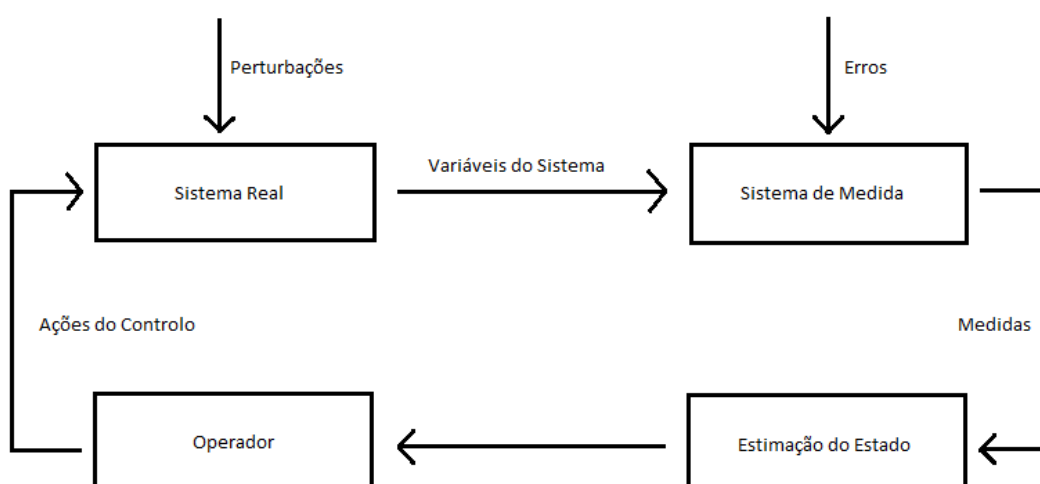 Perturbações
Erros
Variáveis do Sistema
Sistema Real
Sistema de Medida
Ações do Controlo
Medidas
Operador
Estimação do Estado